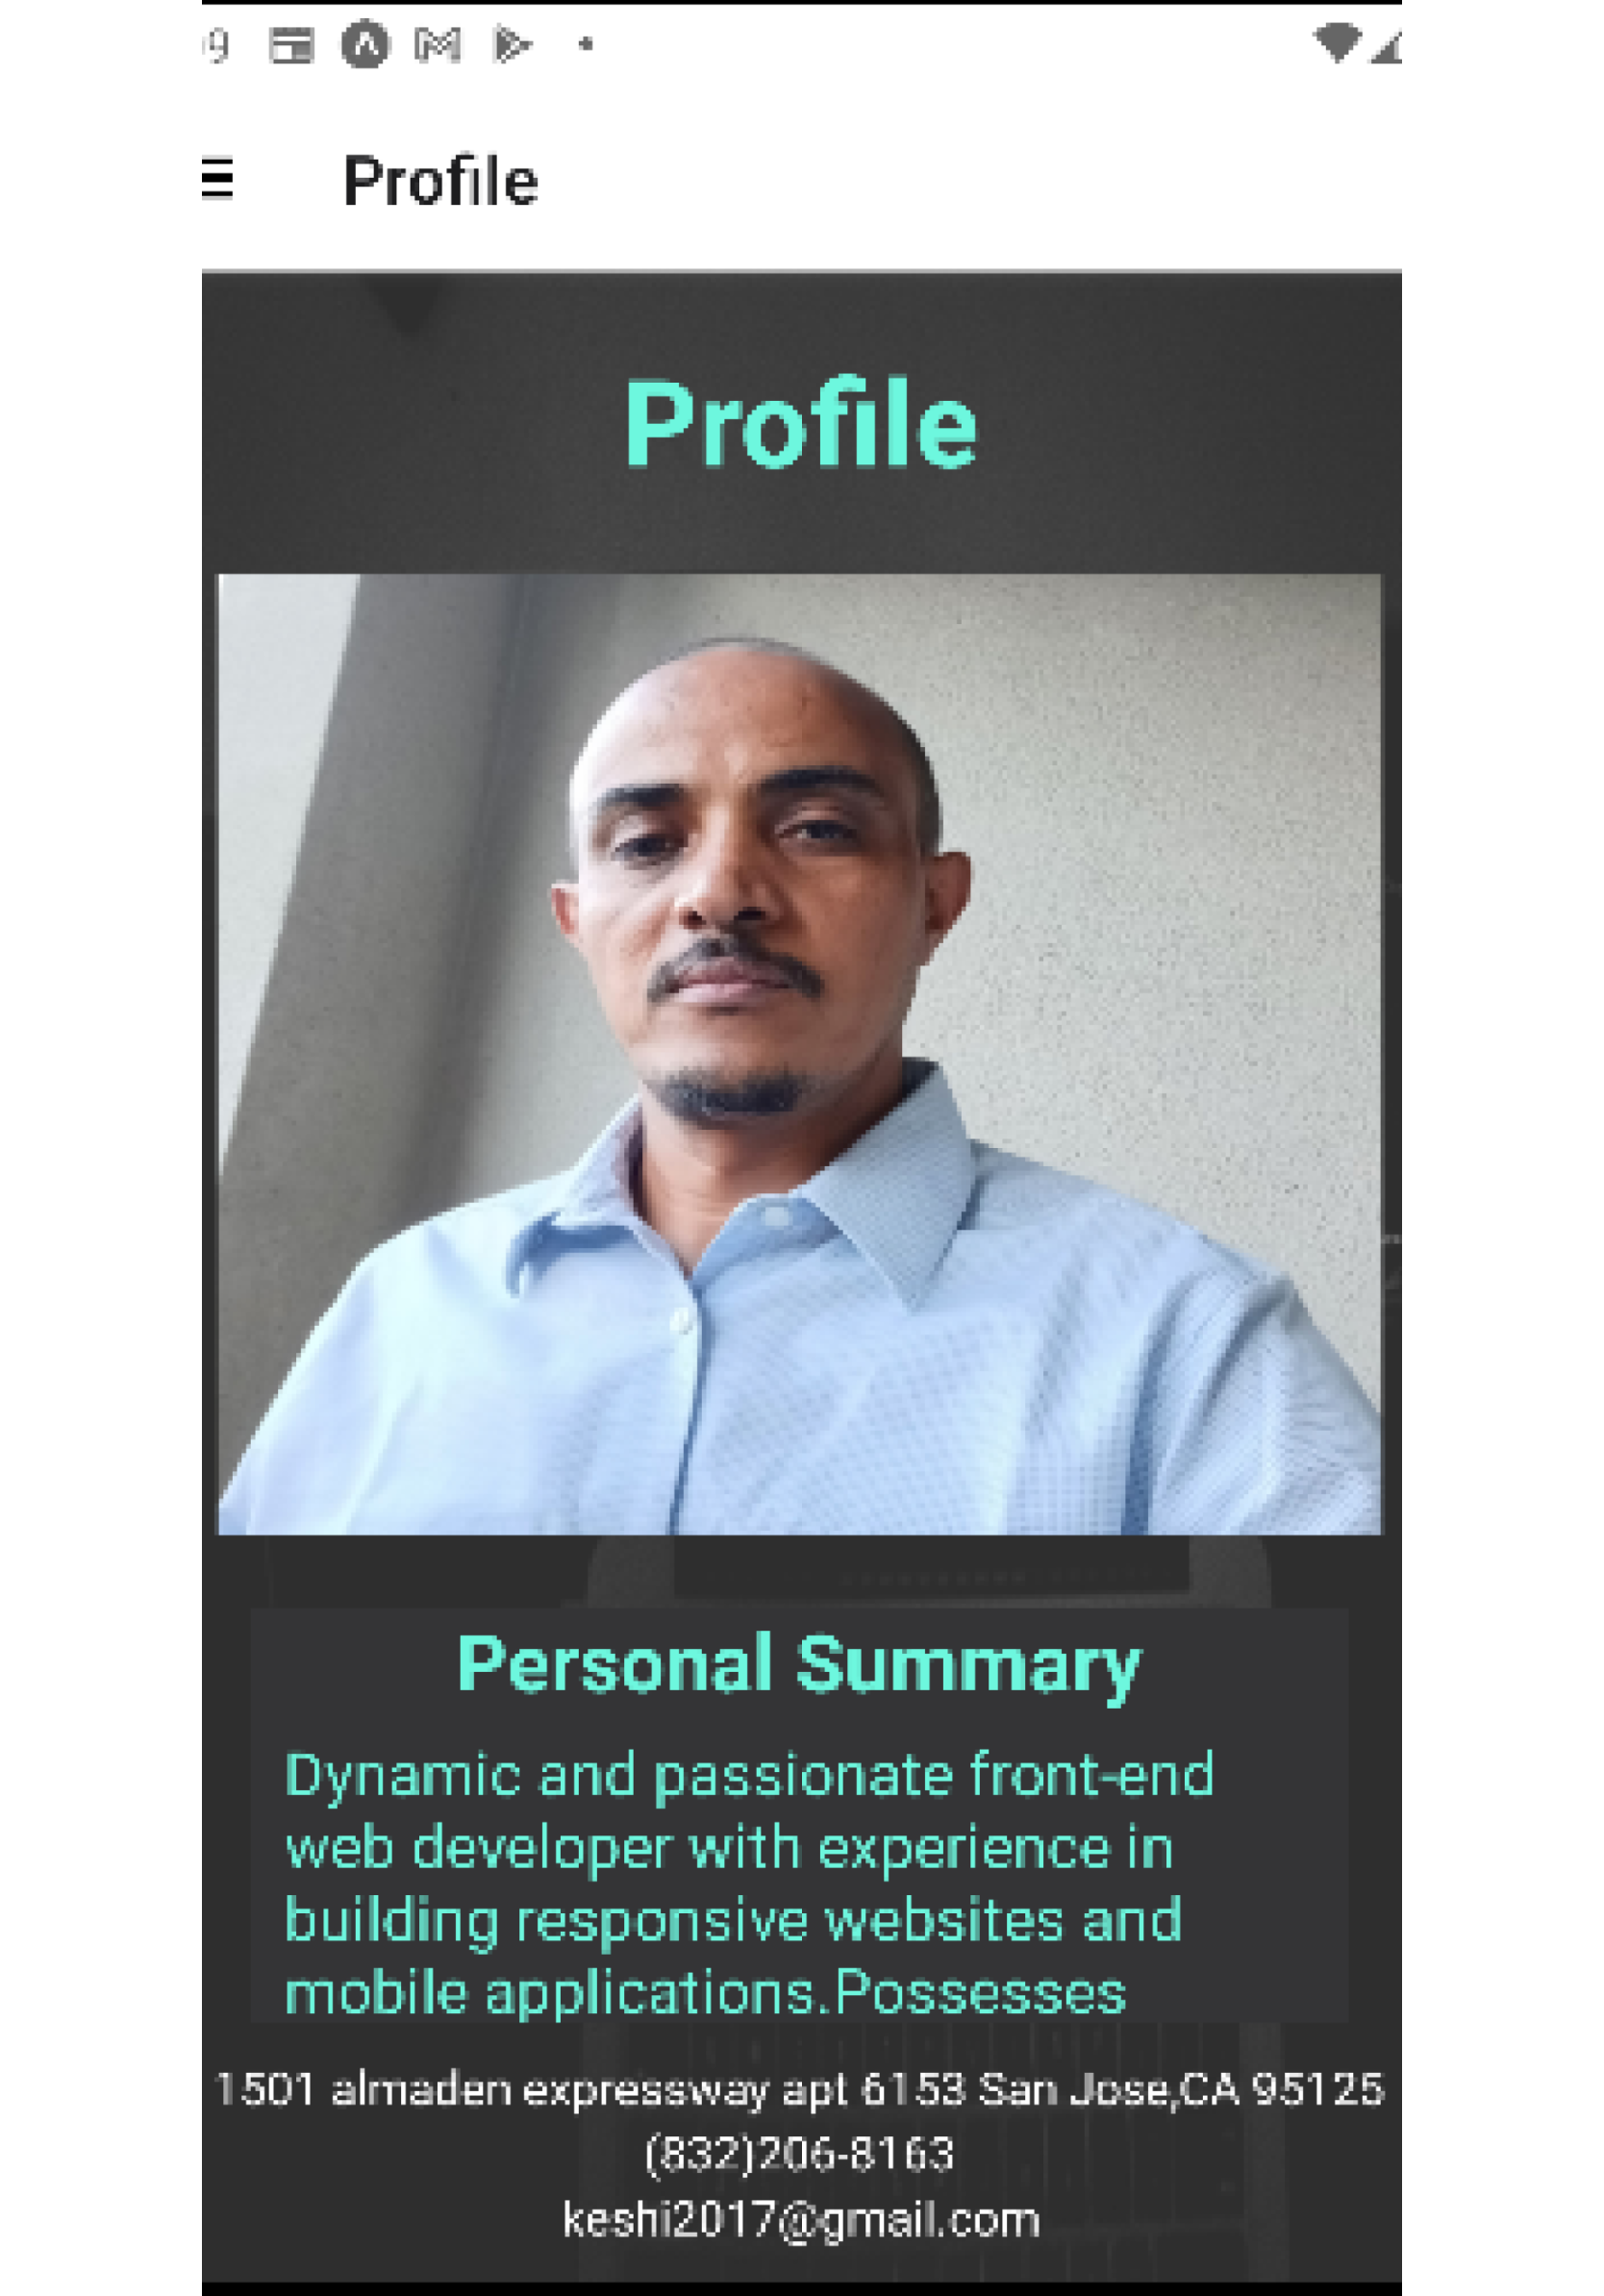 Profile
Profile
Personal Summary
Dynamic and passionate front-end
web developer with experience in
building responsive websites and
mobile applications.Possesses
1501 almaden expressway apt 6153 San Jose,CA 95125
(832)206-8163
keshi2017@gmail.com